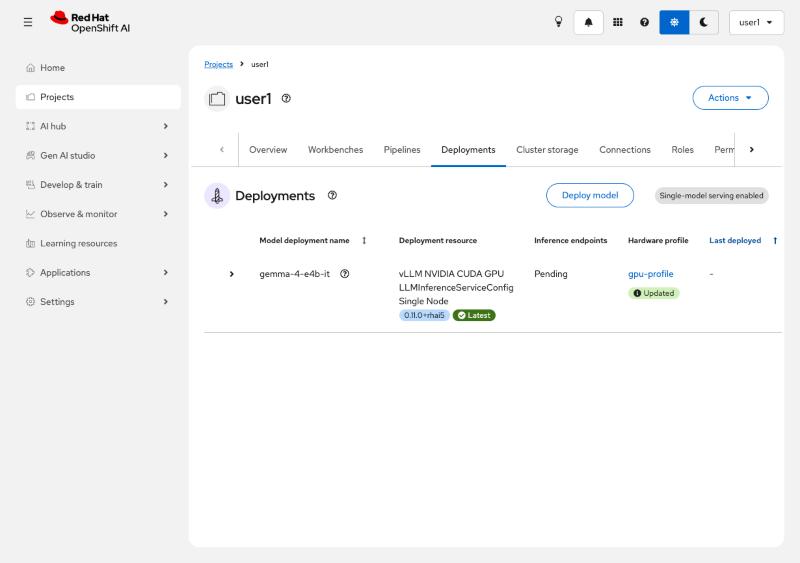 Red Hat
OpenShift AI
user1
Home
Projects
AI hub
Gen AI studio
Develop & train
Observe & monitor
Learning resources
Applications
Settings
Projects > user1
user1
Actions
Overview
Workbenches
Pipelines
Deployments
Cluster storage
Connections
Roles
Perm
Deployments
Deploy model
Single-model serving enabled
Model deployment name
Deployment resource
Inference endpoints
Hardware profile
Last deployed
gemma-4-e4b-it
vLLM NVIDIA CUDA GPU
LLMInferenceServiceConfig
Single Node
0.11.0+rhai5
Latest
Pending
gpu-profile
Updated
-